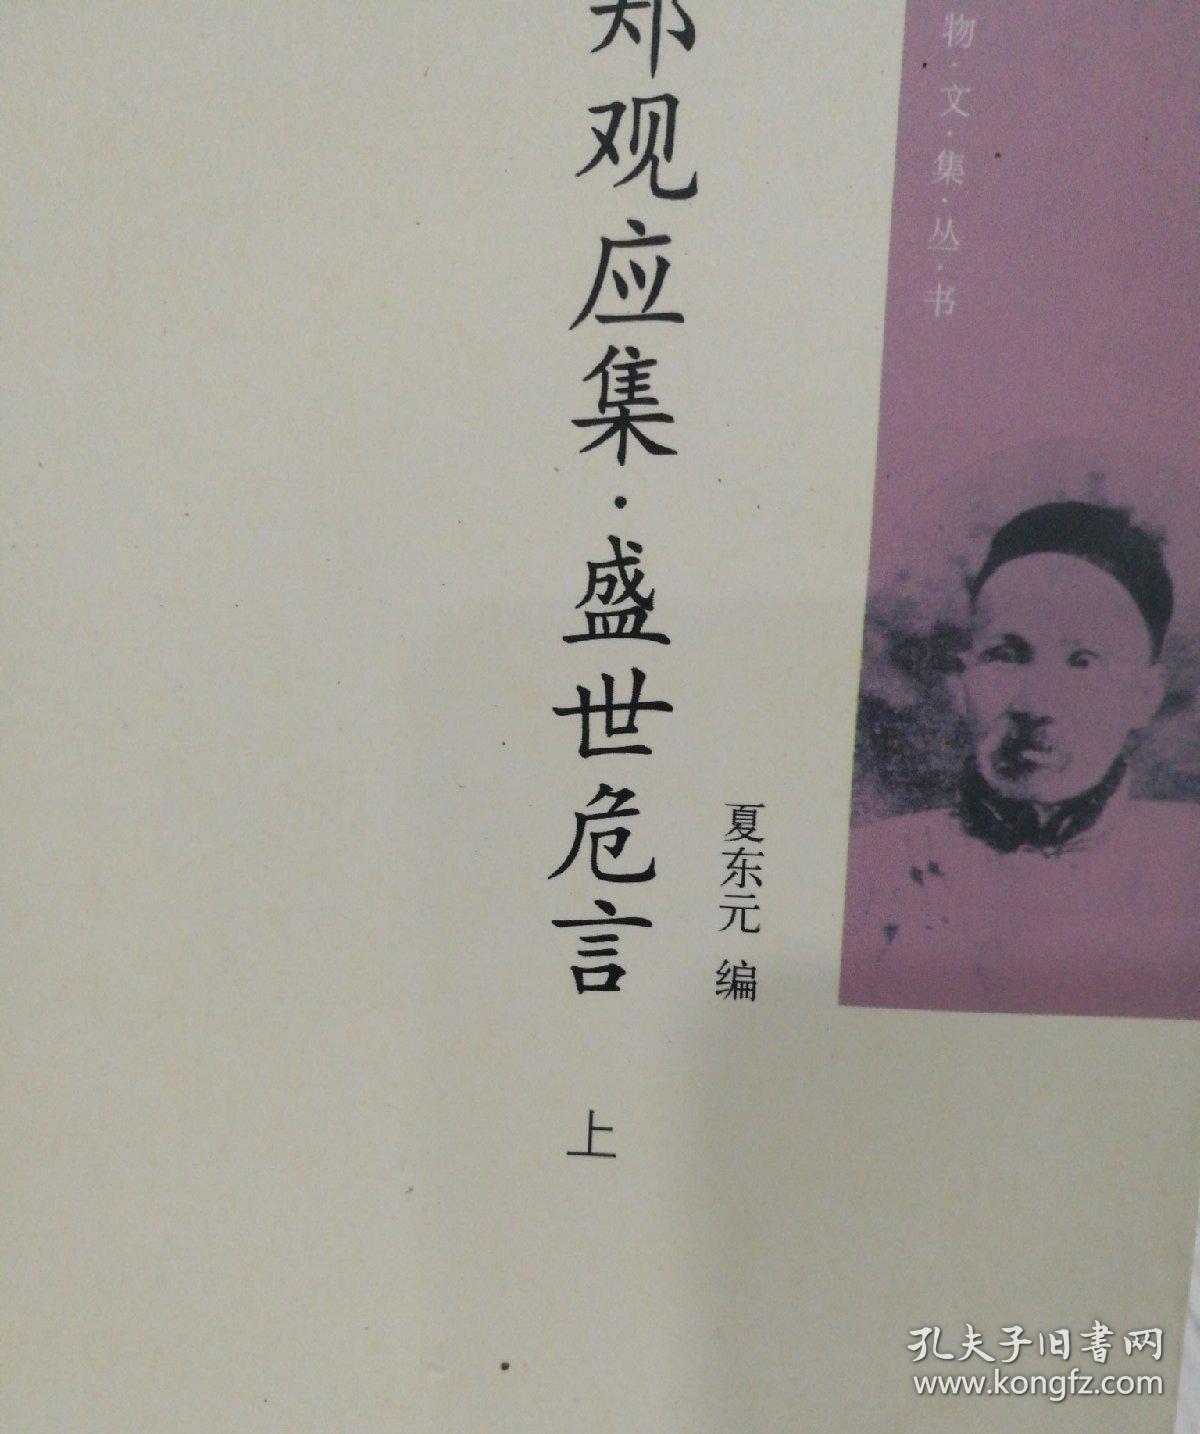 物·文·集·丛·书
郑观应集·盛世危言 上
夏东元 编
孔夫子旧书网
www.kongfz.com